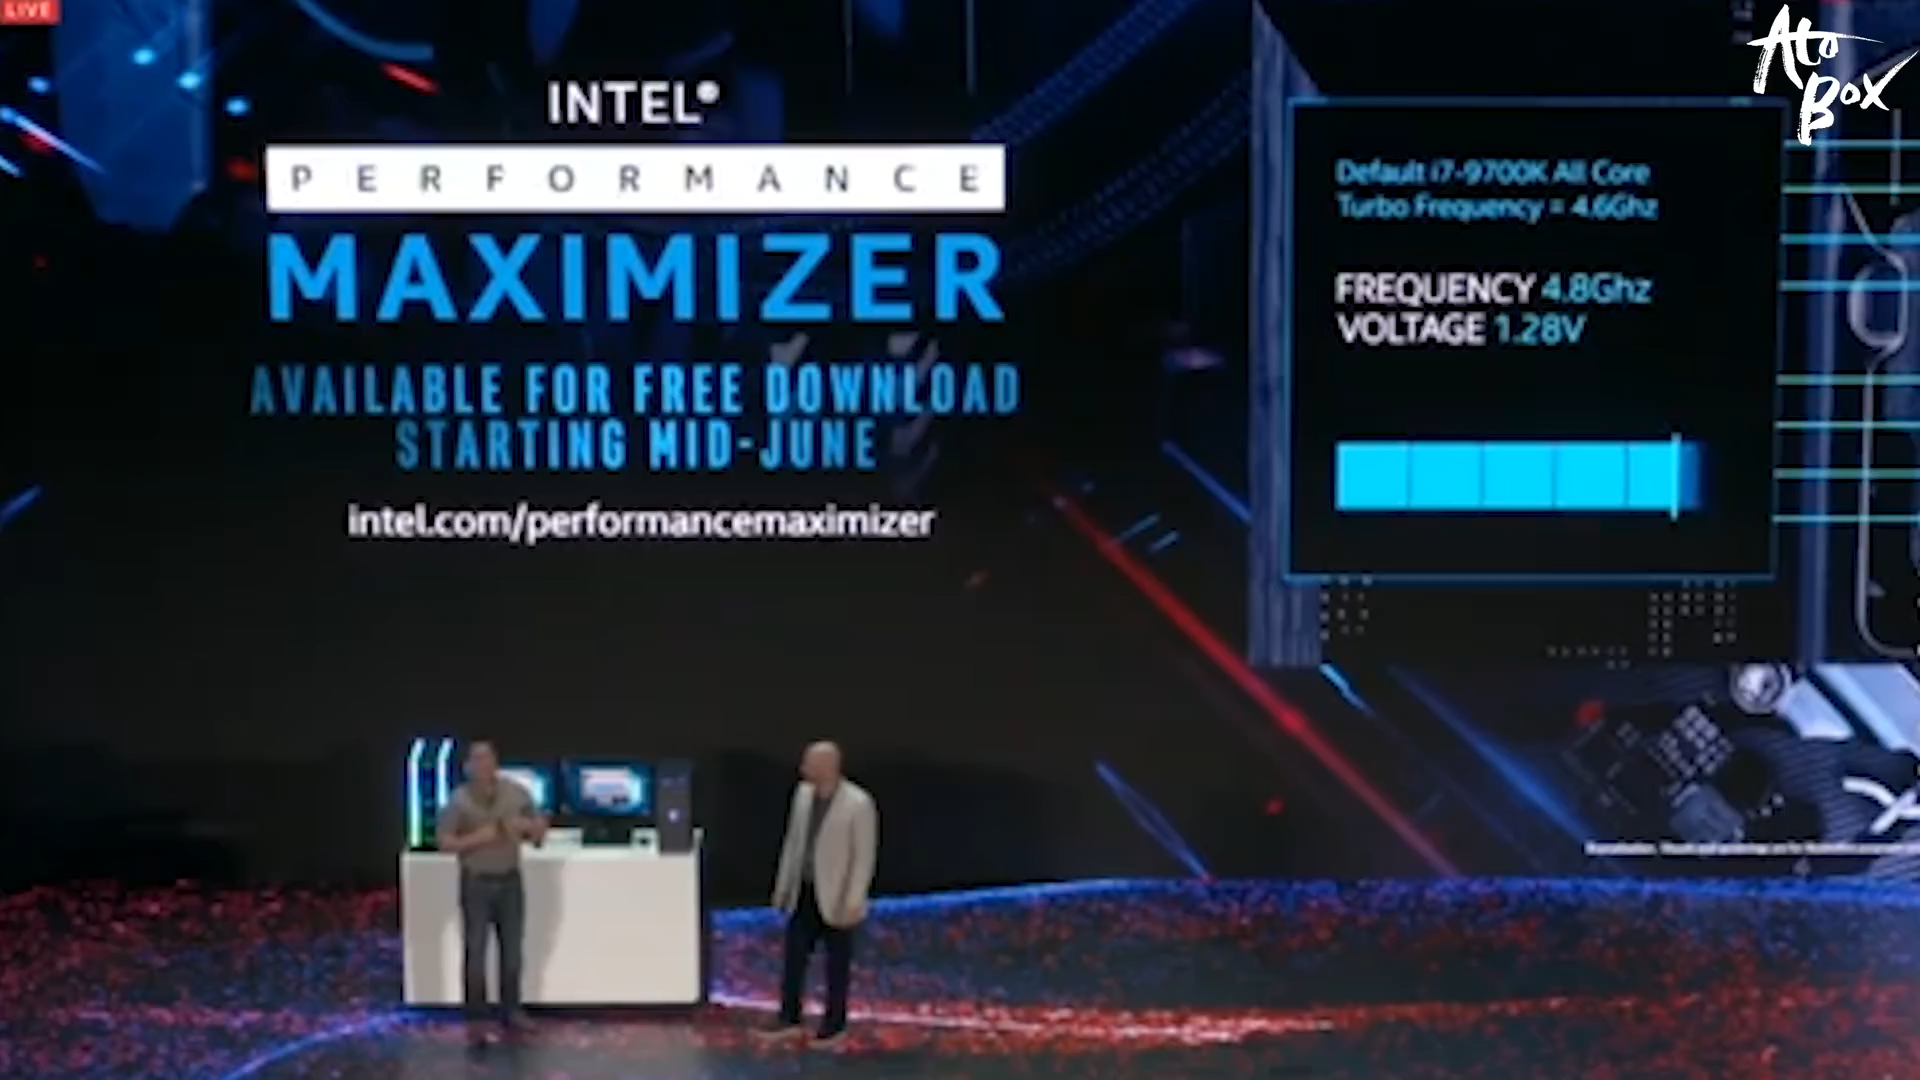 LIVE
Ato
Box
INTEL®
PERFORMANCE
MAXIMIZER
AVAILABLE FOR FREE DOWNLOAD
STARTING MID-JUNE
intel.com/performancemaximizer
Default i7-9700K All Core
Turbo Frequency = 4.6Ghz
FREQUENCY 4.8Ghz
VOLTAGE 1.28V